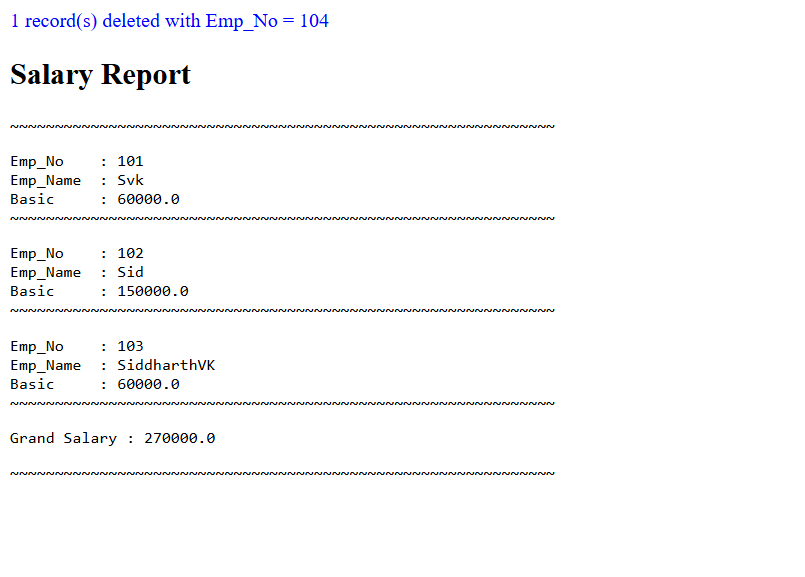 1 record(s) deleted with Emp_No = 104
Salary Report
~~~~~~~~~~~~~~~~~~~~~~~~~~~~~~~~~~~~~~~~~~~~~~~~~~~~~~~~~~~~~
Emp_No    : 101
Emp_Name  : Svk
Basic     : 60000.0
~~~~~~~~~~~~~~~~~~~~~~~~~~~~~~~~~~~~~~~~~~~~~~~~~~~~~~~~~~~~~
Emp_No    : 102
Emp_Name  : Sid
Basic     : 150000.0
~~~~~~~~~~~~~~~~~~~~~~~~~~~~~~~~~~~~~~~~~~~~~~~~~~~~~~~~~~~~~
Emp_No    : 103
Emp_Name  : SiddharthVK
Basic     : 60000.0
~~~~~~~~~~~~~~~~~~~~~~~~~~~~~~~~~~~~~~~~~~~~~~~~~~~~~~~~~~~~~
Grand Salary : 270000.0
~~~~~~~~~~~~~~~~~~~~~~~~~~~~~~~~~~~~~~~~~~~~~~~~~~~~~~~~~~~~~